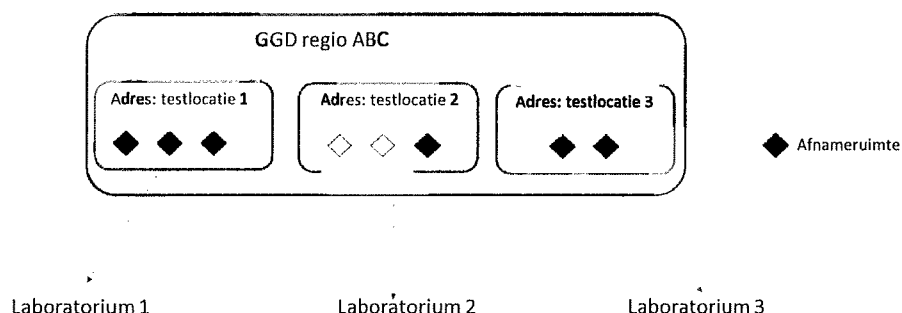 GGD regio ABC
Adres: testlocatie 1
Adres: testlocatie 2
Adres: testlocatie 3
Afnameruimte
Laboratorium 1
Laboratorium 2
Laboratorium 3